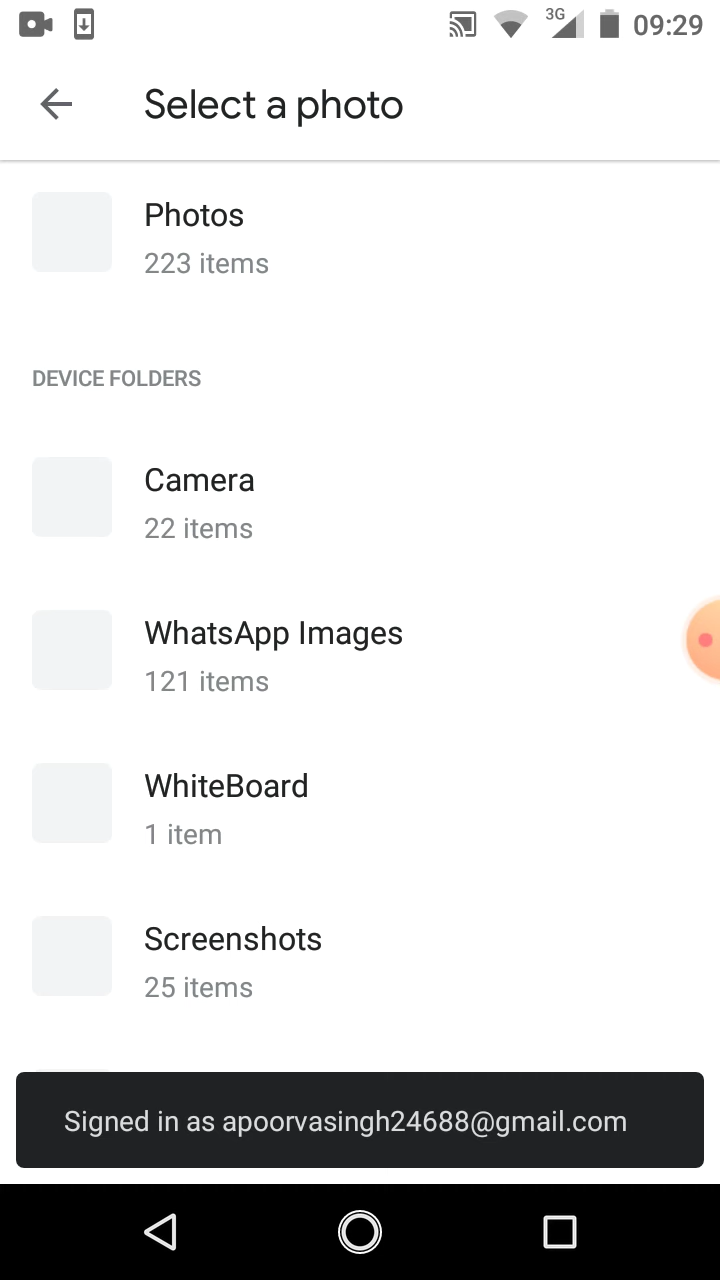 3G 09:29
Select a photo
Photos
223 items
DEVICE FOLDERS
Camera
22 items
WhatsApp Images
121 items
WhiteBoard
1 item
Screenshots
25 items
Signed in as apoorvasingh24688@gmail.com